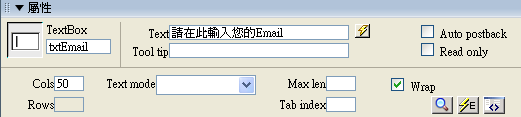 屬性
TextBox
txtEmail
Text 請在此輸入您的Email
Tool tip
Auto postback
Read only
Cols 50
Text mode
Max len
Wrap
Rows
Tab index
E